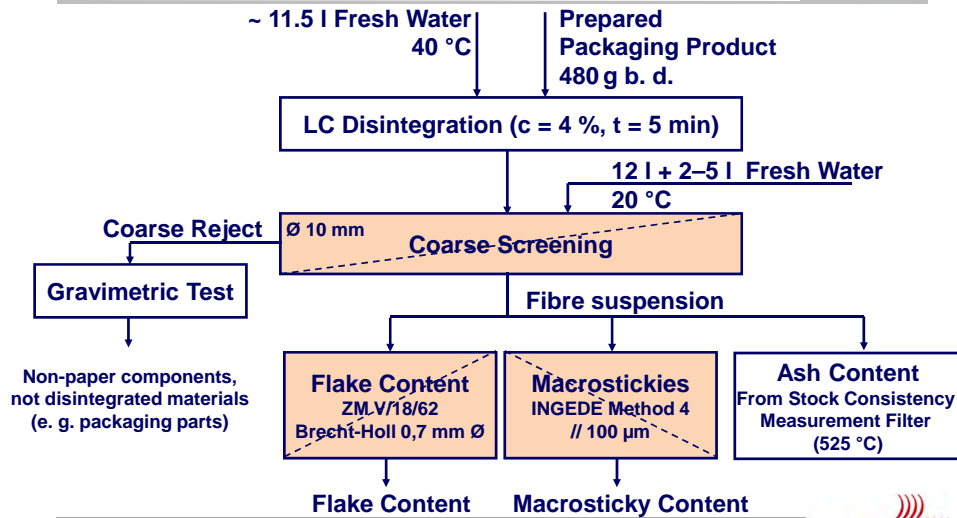 ~ 11.5 l Fresh Water
40 °C
Prepared
Packaging Product
480 g b. d.
LC Disintegration (c = 4 %, t = 5 min)
12 l + 2–5 l Fresh Water
20 °C
Coarse Reject
Ø 10 mm
Coarse Screening
Gravimetric Test
Fibre suspension
Non-paper components,
not disintegrated materials
(e. g. packaging parts)
Flake Content
ZM V/18/62
Brecht-Holl 0,7 mm Ø
Macrostickies
INGEDE Method 4
// 100 µm
Ash Content
From Stock Consistency
Measurement Filter
(525 °C)
Flake Content
Macrosticky Content